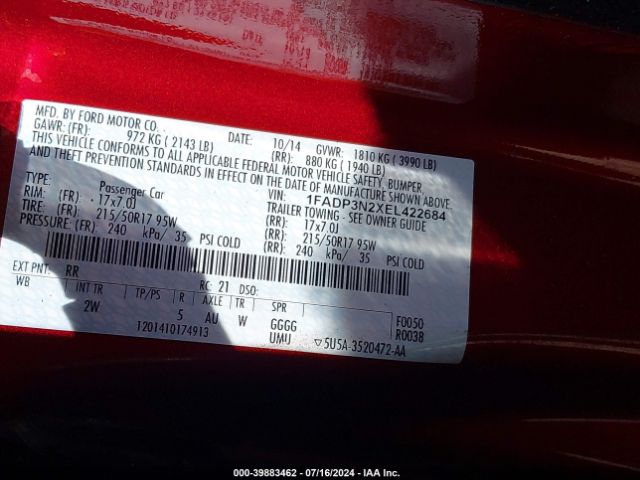 MFD. BY FORD MOTOR CO.
DATE: 10/14 GVWR: 1810 KG ( 3990 LB)
GAWR: (FR): 972 KG ( 2143 LB) (RR): 880 KG ( 1940 LB)
THIS VEHICLE CONFORMS TO ALL APPLICABLE FEDERAL MOTOR VEHICLE SAFETY, BUMPER,
AND THEFT PREVENTION STANDARDS IN EFFECT ON THE DATE OF MANUFACTURE SHOWN ABOVE.
VIN: 1FADP3N2XEL422684
TYPE: Passenger Car TRAILER TOWING - SEE OWNER GUIDE
RIM: (FR) : 17x7.0J (RR): 17x7.0J
TIRE: (FR) : 215/50R17 95W (RR): 215/50R17 95W
PRESSURE: (FR) : 240 kPa/ 35 PSI COLD (RR): 240 kPa/ 35 PSI COLD
EXT PNT: RR RC: 21 DSO:
WB INT TR TP/PS R AXLE TR SPR
2W 5 AU W GGGG F0050
UMU R0038
T201410174913 ▽5U5A-3520472-AA
000-39883462 - 07/16/2024 - IAA Inc.